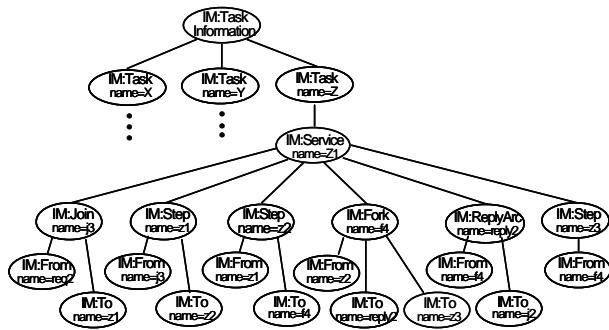 IM:Task
Information
IM:Task
name=X
IM:Task
name=Y
IM:Task
name=Z
IM:Service
name=Z1
IM:Join
name=j3
IM:Step
name=z1
IM:Step
name=z2
IM:Fork
name=f4
IM:ReplyArc
name=reply2
IM:Step
name=z3
IM:From
name=req2
IM:From
name=j3
IM:From
name=z1
IM:From
name=z2
IM:From
name=f4
IM:From
name=f4
IM:To
name=z1
IM:To
name=z2
IM:To
name=f4
IM:To
name=reply2
IM:To
name=z3
IM:To
name=j2